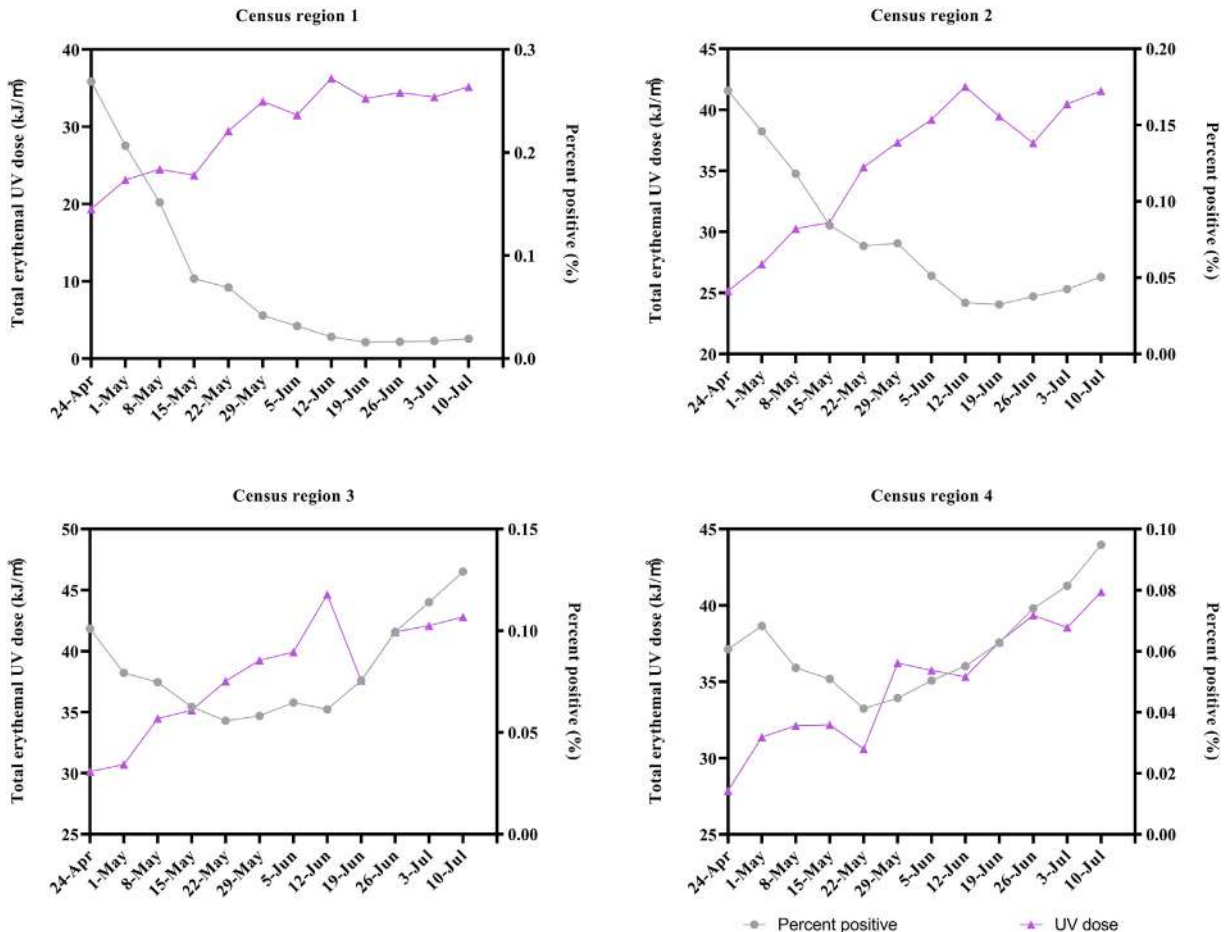 Census region 1
Total erythemal UV dose (kJ/m²)
40
30
20
10
0
0.3
0.2
0.1
0.0
Percent positive (%)
24-Apr
1-May
8-May
15-May
22-May
29-May
5-Jun
12-Jun
19-Jun
26-Jun
3-Jul
10-Jul
Census region 2
Total erythemal UV dose (kJ/m²)
45
40
35
30
25
20
0.20
0.15
0.10
0.05
0.00
Percent positive (%)
24-Apr
1-May
8-May
15-May
22-May
29-May
5-Jun
12-Jun
19-Jun
26-Jun
3-Jul
10-Jul
Census region 3
Total erythemal UV dose (kJ/m²)
50
45
40
35
30
25
0.15
0.10
0.05
0.00
Percent positive (%)
24-Apr
1-May
8-May
15-May
22-May
29-May
5-Jun
12-Jun
19-Jun
26-Jun
3-Jul
10-Jul
Census region 4
Total erythemal UV dose (kJ/m²)
45
40
35
30
25
0.10
0.08
0.06
0.04
0.02
0.00
Percent positive (%)
24-Apr
1-May
8-May
15-May
22-May
29-May
5-Jun
12-Jun
19-Jun
26-Jun
3-Jul
10-Jul
Percent positive
UV dose